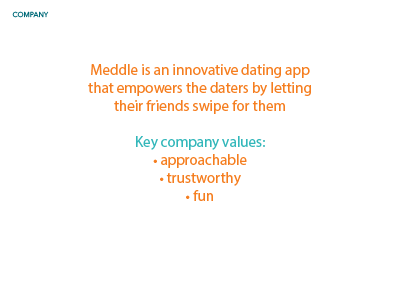 COMPANY
Meddle is an innovative dating app
that empowers the daters by letting
their friends swipe for them
Key company values:
• approachable
• trustworthy
• fun